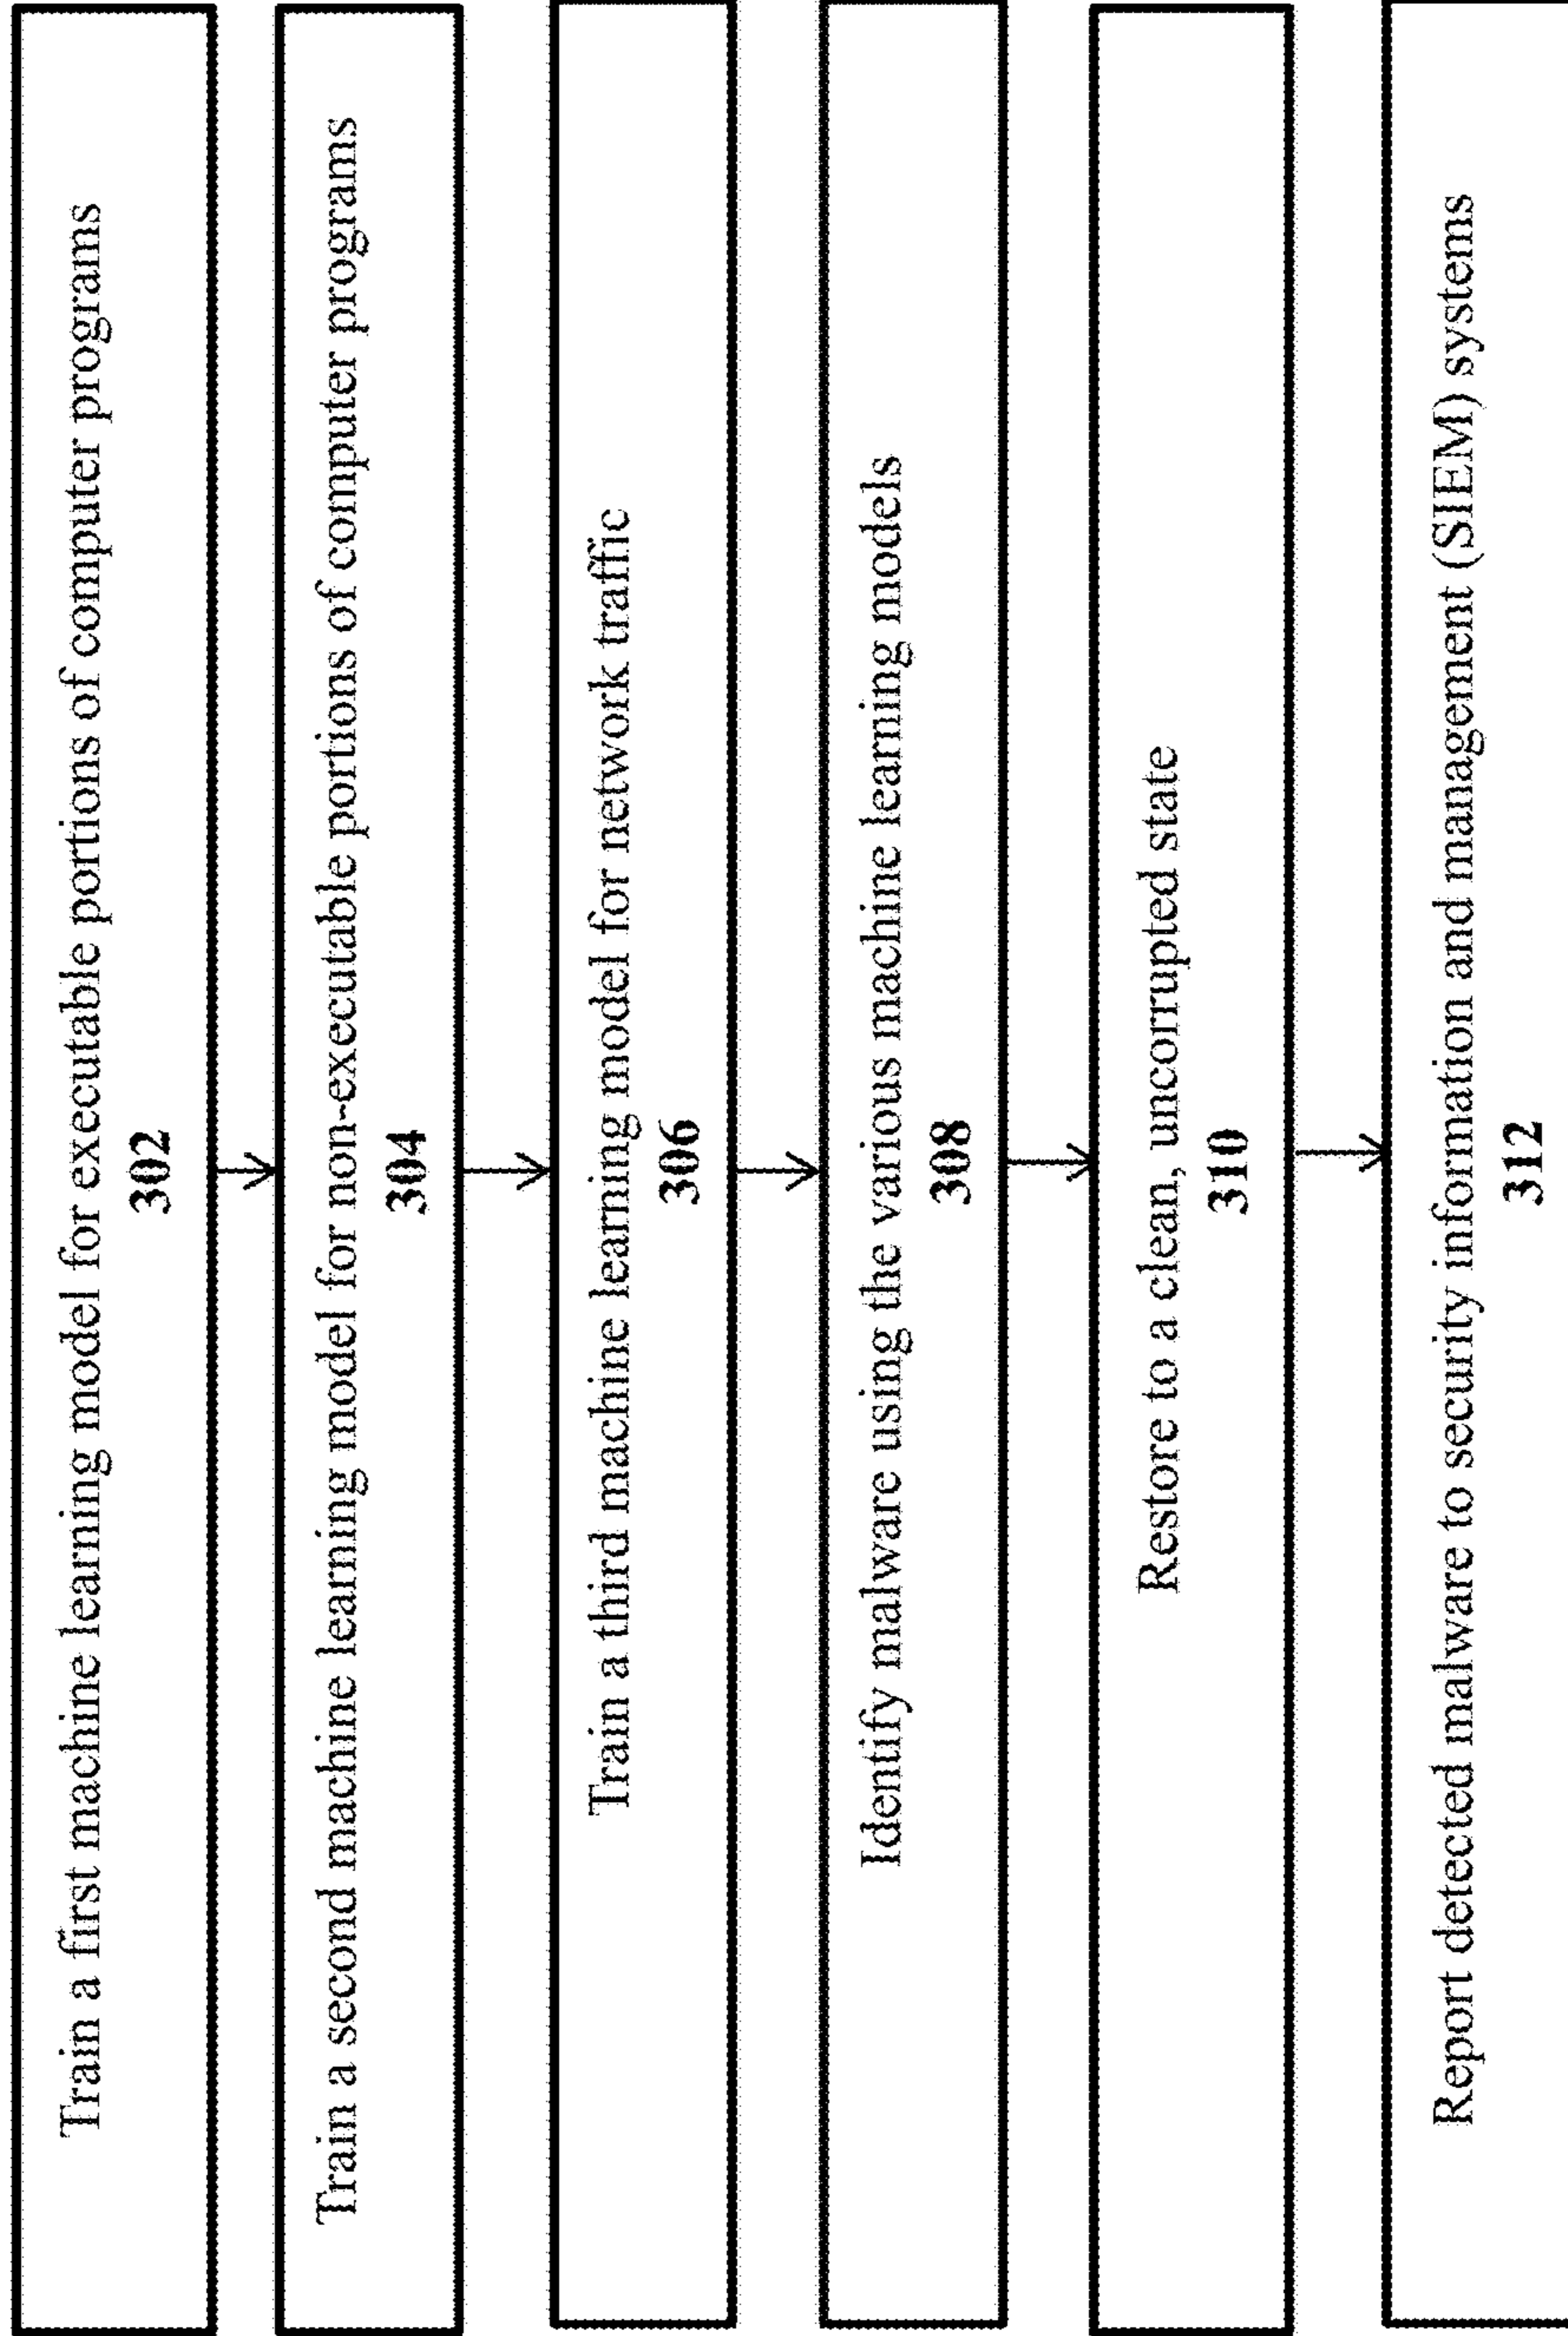 Train a first machine learning model for executable portions of computer programs
302
Train a second machine learning model for non-executable portions of computer programs
304
Train a third machine learning model for network traffic
306
Identify malware using the various machine learning models
308
Restore to a clean, uncorrupted state
310
Report detected malware to security information and management (SIEM) systems
312